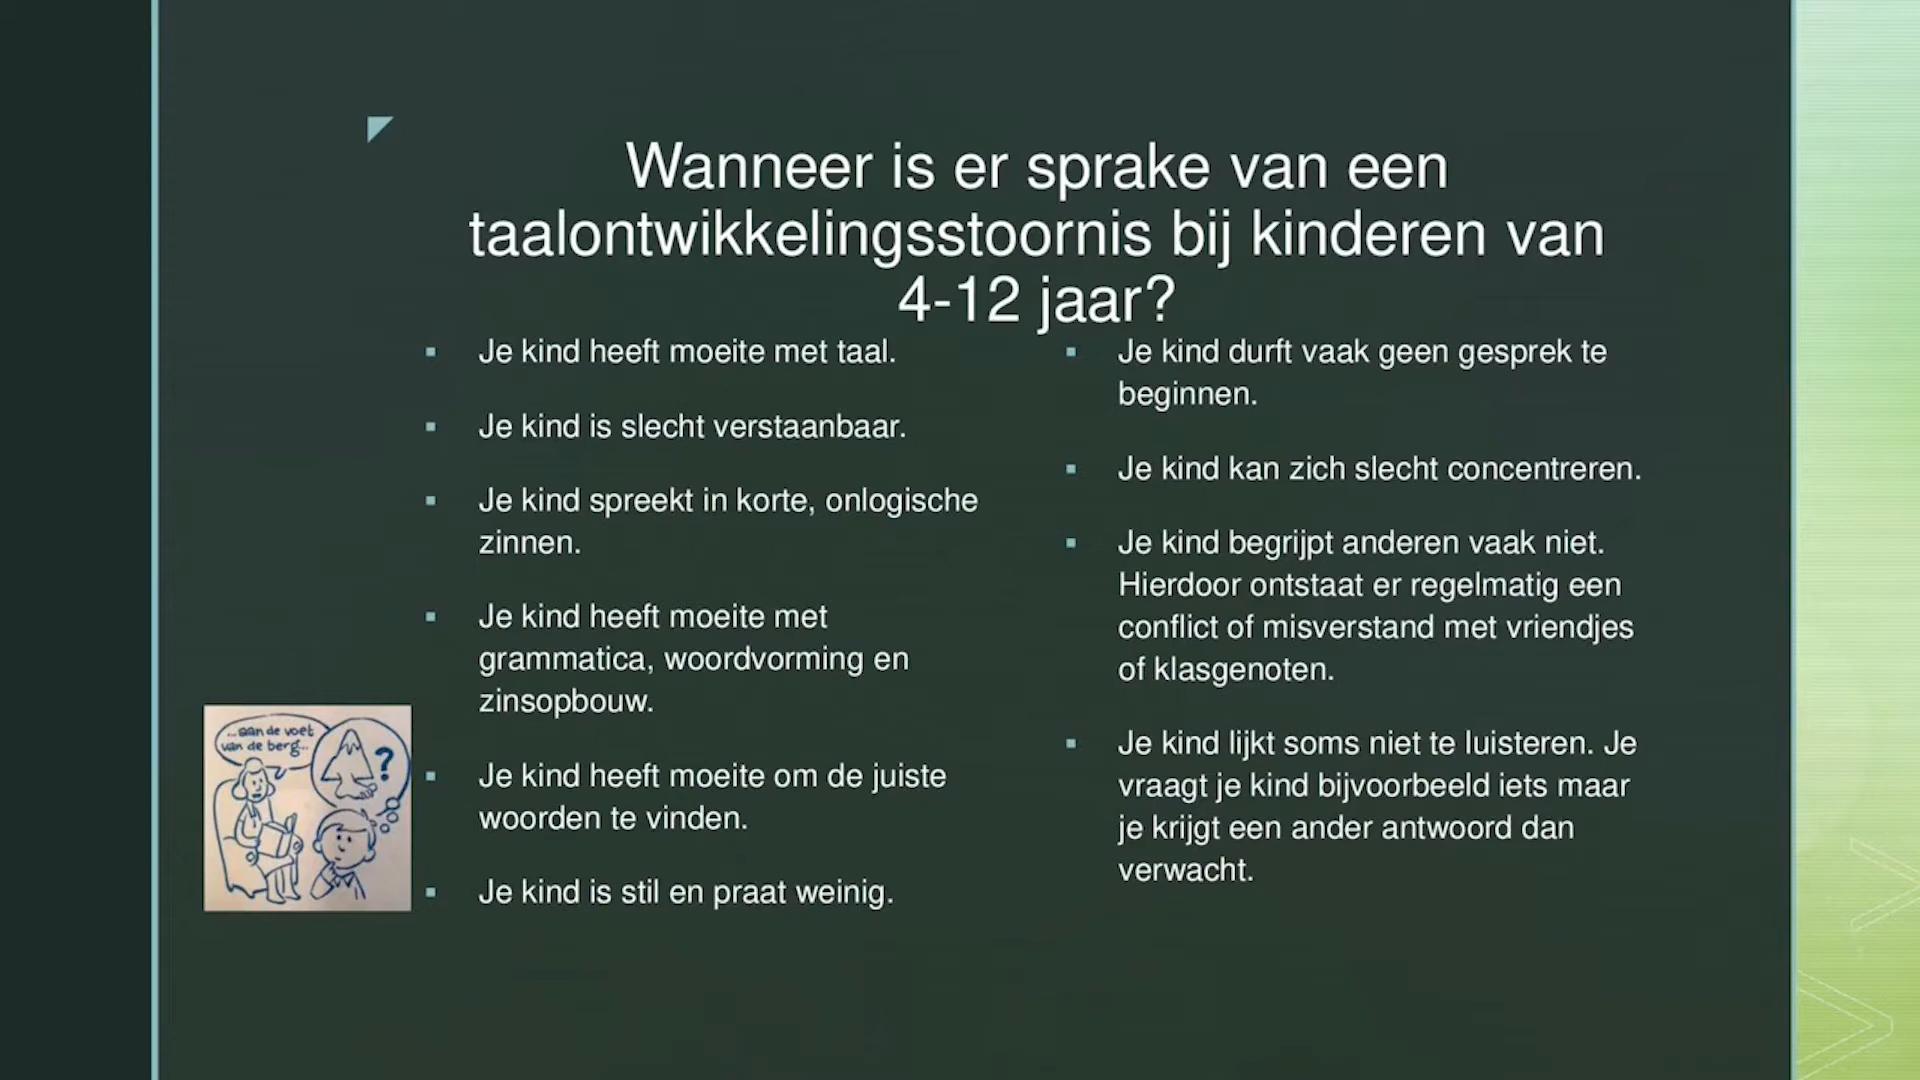 Wanneer is er sprake van een
taalontwikkelingsstoornis bij kinderen van
4-12 jaar?
Je kind heeft moeite met taal.
Je kind is slecht verstaanbaar.
Je kind spreekt in korte, onlogische
zinnen.
Je kind heeft moeite met
grammatica, woordvorming en
zinsopbouw.
Je kind heeft moeite om de juiste
woorden te vinden.
Je kind is stil en praat weinig.
Je kind durft vaak geen gesprek te
beginnen.
Je kind kan zich slecht concentreren.
Je kind begrijpt anderen vaak niet.
Hierdoor ontstaat er regelmatig een
conflict of misverstand met vriendjes
of klasgenoten.
Je kind lijkt soms niet te luisteren. Je
vraagt je kind bijvoorbeeld iets maar
je krijgt een ander antwoord dan
verwacht.
...aan de voet
van de berg...
?